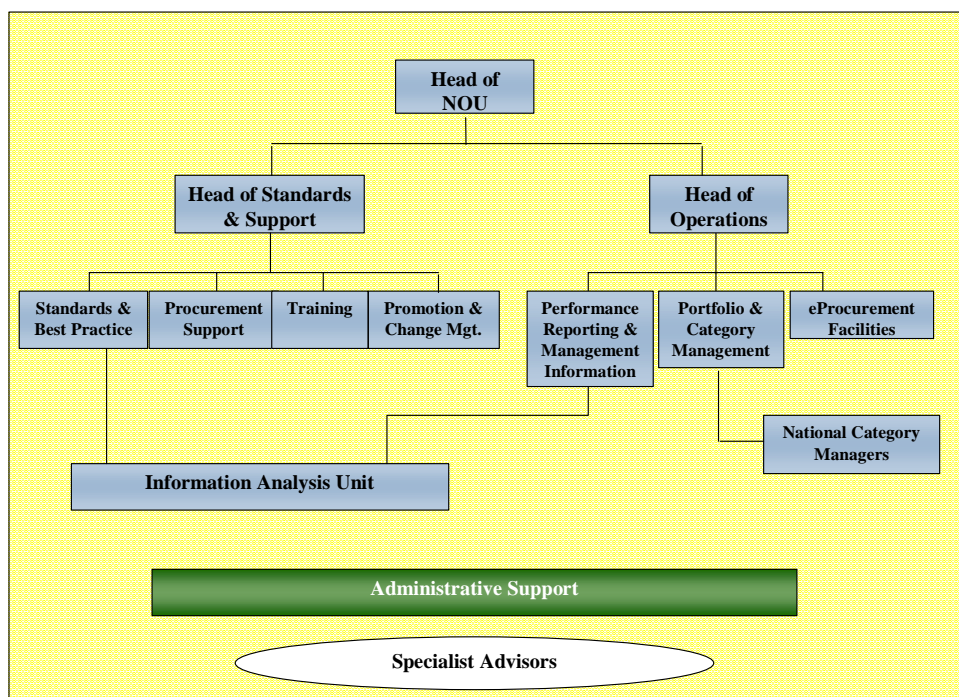 Head of
NOU
Head of Standards
& Support
Head of
Operations
Standards &
Best Practice
Procurement
Support
Training
Promotion &
Change Mgt.
Performance
Reporting &
Management
Information
Portfolio &
Category
Management
eProcurement
Facilities
National Category
Managers
Information Analysis Unit
Administrative Support
Specialist Advisors